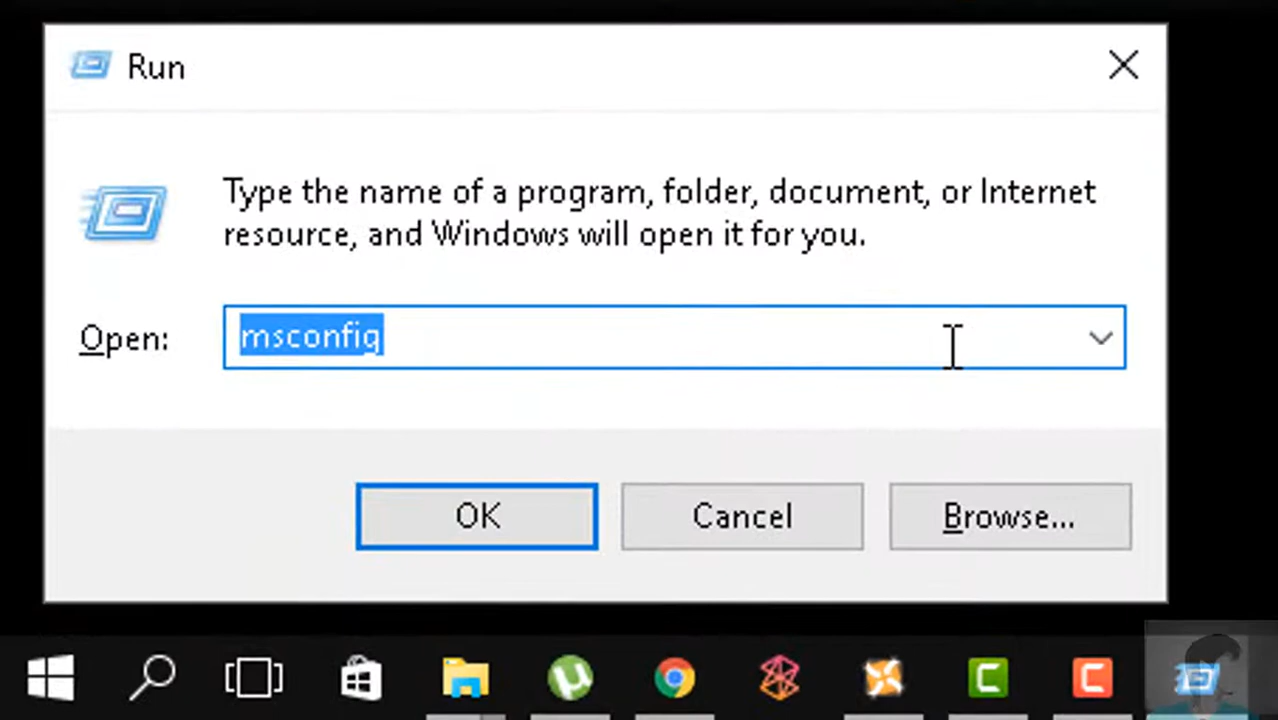 Run
Type the name of a program, folder, document, or Internet
resource, and Windows will open it for you.
Open: msconfig
OK Cancel Browse...